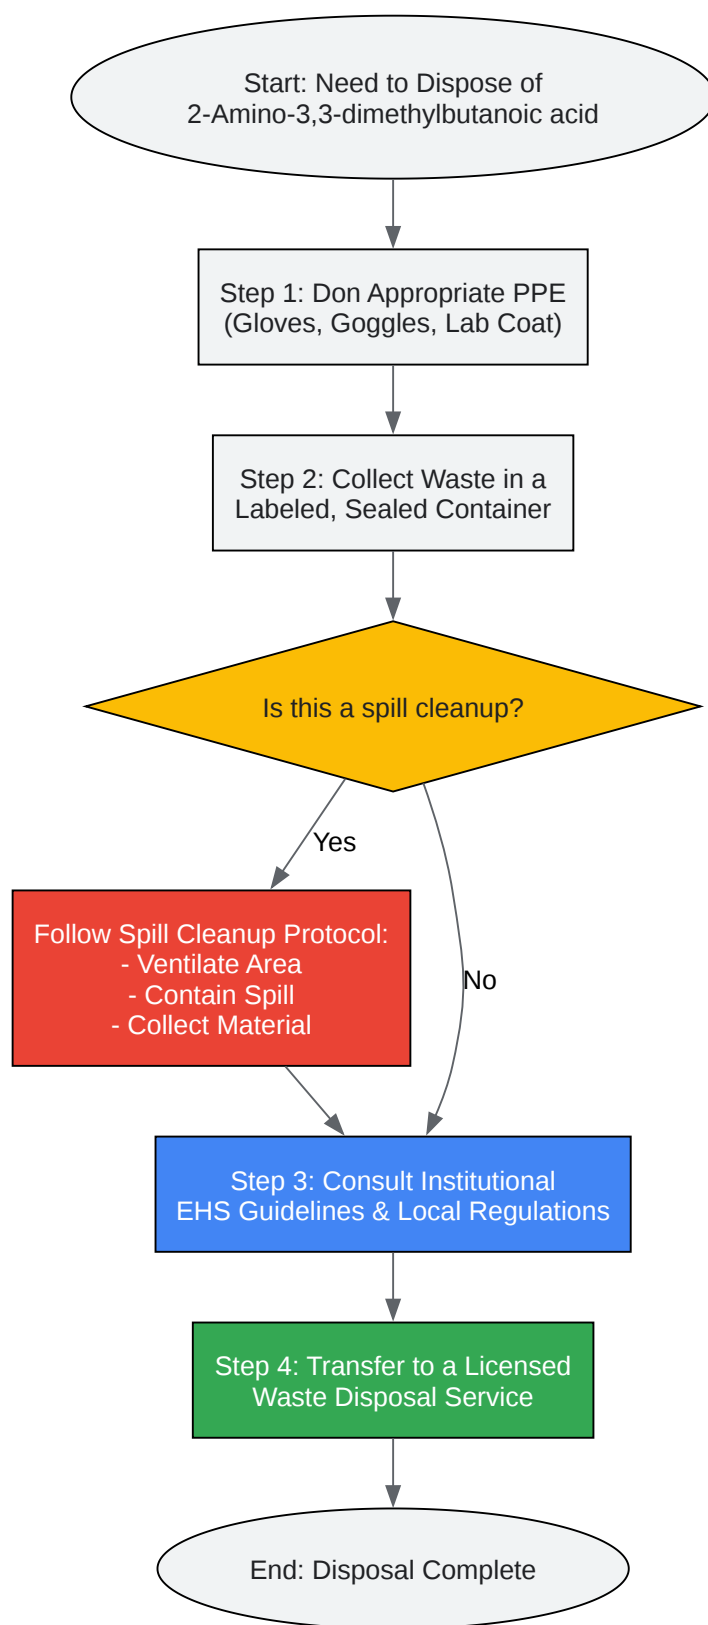 Start: Need to Dispose of
2-Amino-3,3-dimethylbutanoic acid
Step 1: Don Appropriate PPE
(Gloves, Goggles, Lab Coat)
Step 2: Collect Waste in a
Labeled, Sealed Container
Is this a spill cleanup?
Yes
Follow Spill Cleanup Protocol:
- Ventilate Area
- Contain Spill
- Collect Material
No
Step 3: Consult Institutional
EHS Guidelines & Local Regulations
Step 4: Transfer to a Licensed
Waste Disposal Service
End: Disposal Complete